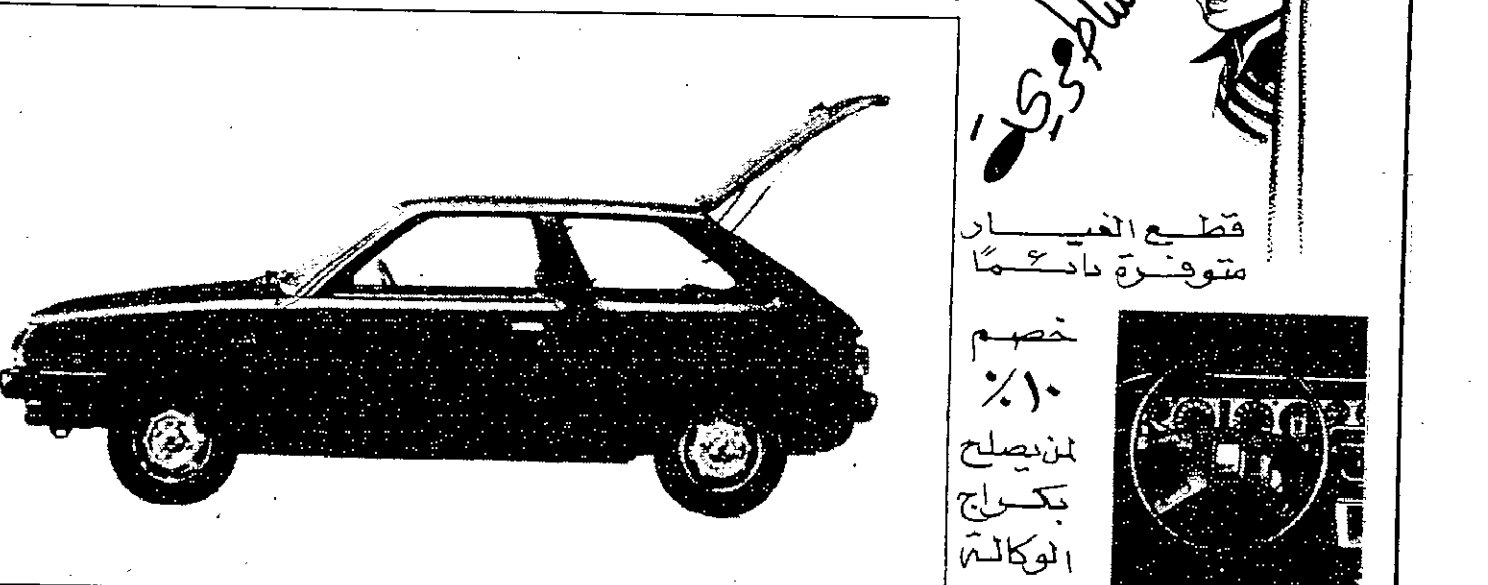 قطع الغيار
متوفرة دائمًا
خصم
١٠٪
لمن يصلح
بكراج
الوكالة